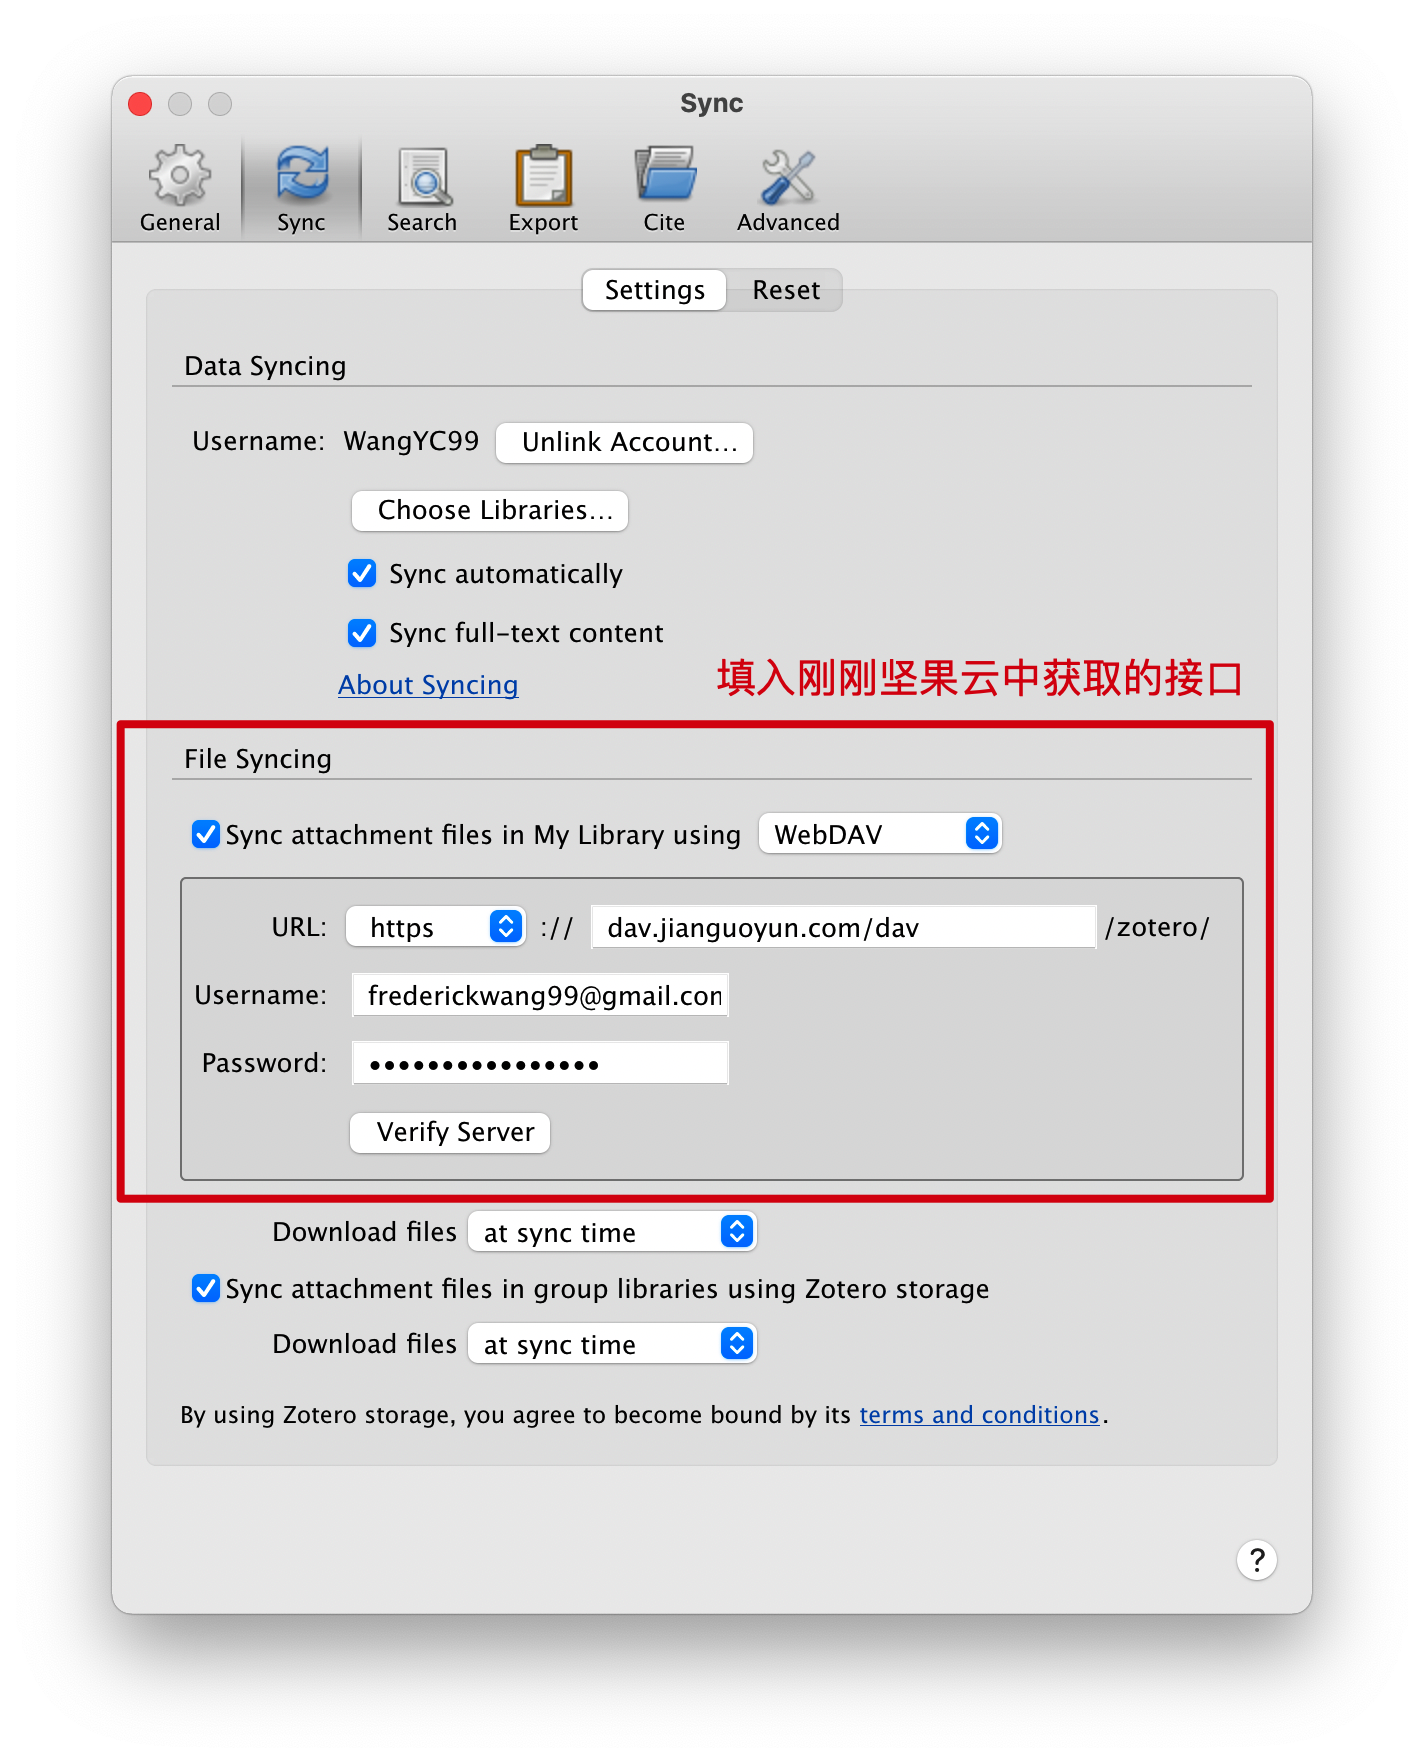 Sync
General
Sync
Search
Export
Cite
Advanced
Settings
Reset
Data Syncing
Username: WangYC99 Unlink Account...
Choose Libraries...
Sync automatically
Sync full-text content
About Syncing
填入刚刚坚果云中获取的接口
File Syncing
Sync attachment files in My Library using WebDAV
URL: https :// dav.jianguoyun.com/dav /zotero/
Username: frederickwang99@gmail.con
Password: ••••••••••••••••
Verify Server
Download files at sync time
Sync attachment files in group libraries using Zotero storage
Download files at sync time
By using Zotero storage, you agree to become bound by its terms and conditions.
?